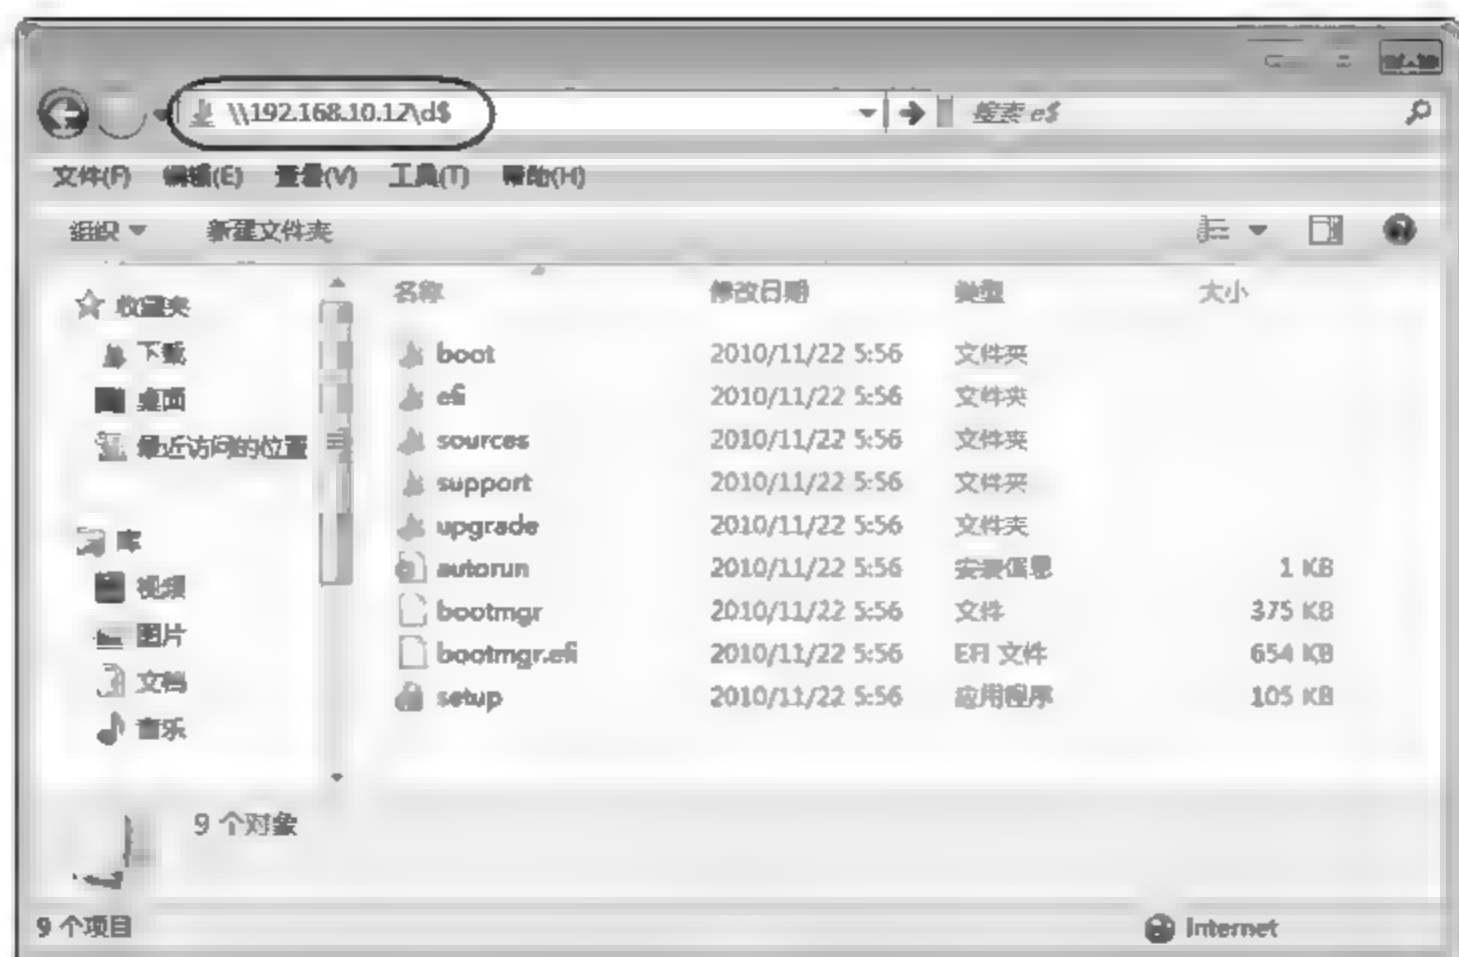 \\192.168.10.12\d$ 搜索 e$
文件(F) 编辑(E) 查看(V) 工具(T) 帮助(H)
组织 新建文件夹
名称 修改日期 类型 大小
收藏夹
下载
桌面
最近访问的位置
库
视频
图片
文档
音乐
boot 2010/11/22 5:56 文件夹
efi 2010/11/22 5:56 文件夹
sources 2010/11/22 5:56 文件夹
support 2010/11/22 5:56 文件夹
upgrade 2010/11/22 5:56 文件夹
autorun 2010/11/22 5:56 安装信息 1 KB
bootmgr 2010/11/22 5:56 文件 375 KB
bootmgr.efi 2010/11/22 5:56 EFI 文件 654 KB
setup 2010/11/22 5:56 应用程序 105 KB
9 个对象
9 个项目 Internet